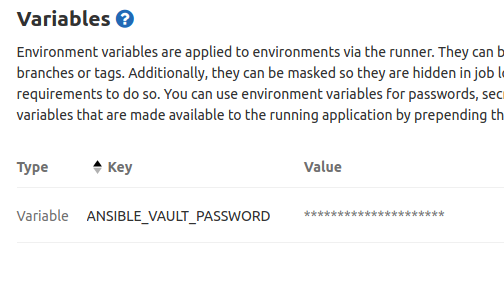 Variables ?
Environment variables are applied to environments via the runner. They can b
branches or tags. Additionally, they can be masked so they are hidden in job l
requirements to do so. You can use environment variables for passwords, sec
variables that are made available to the running application by prepending th
Type Key Value
Variable ANSIBLE_VAULT_PASSWORD *********************